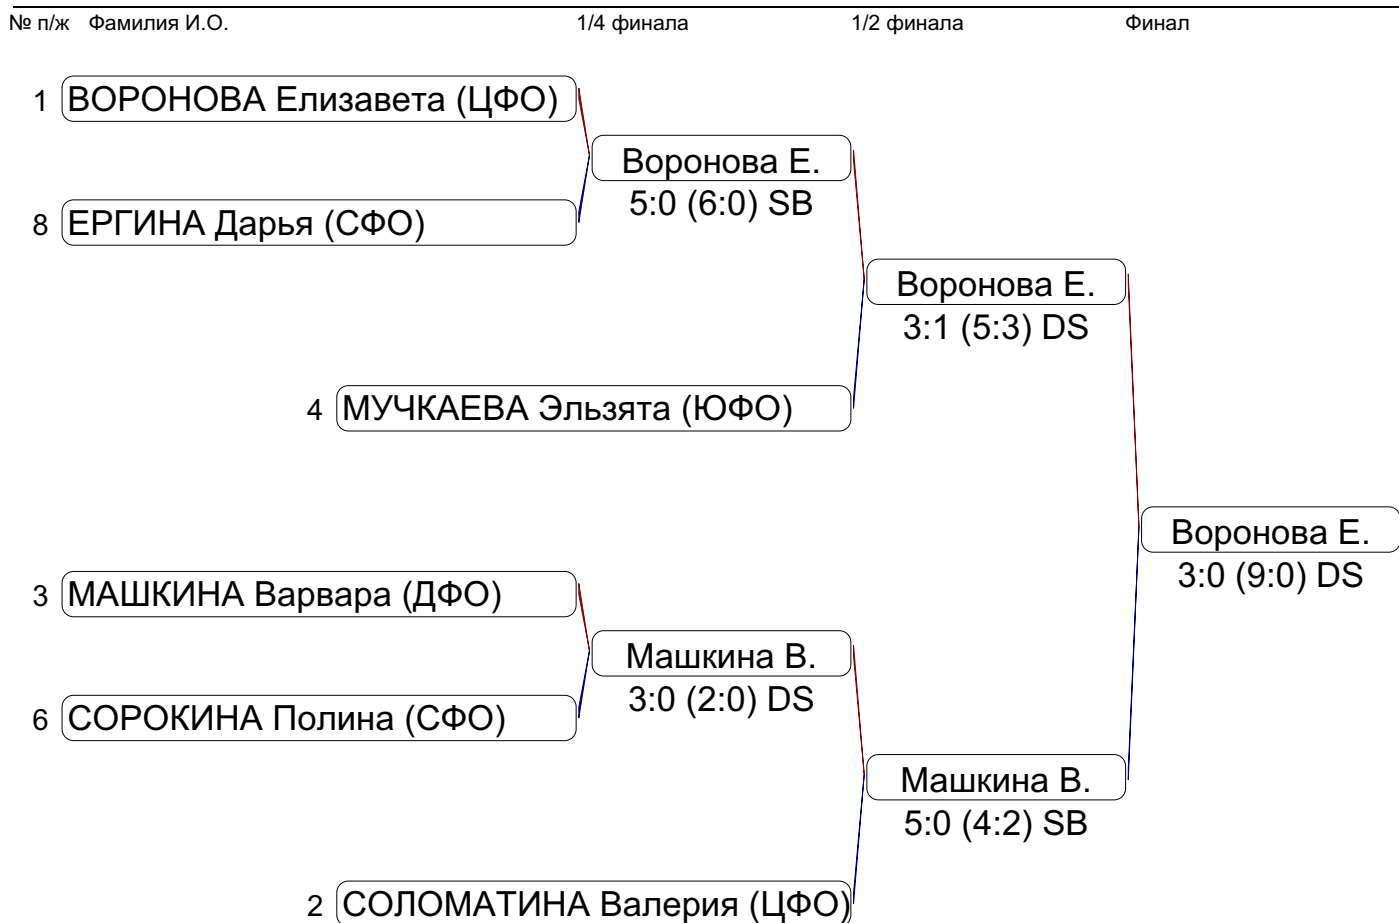 № п/ж Фамилия И.О. 1/4 финала 1/2 финала Финал
1 ВОРОНОВА Елизавета (ЦФО)
Воронова Е.
5:0 (6:0) SB
8 ЕРГИНА Дарья (СФО)
Воронова Е.
3:1 (5:3) DS
4 МУЧКАЕВА Эльзята (ЮФО)
Воронова Е.
3:0 (9:0) DS
3 МАШКИНА Варвара (ДФО)
Машкина В.
3:0 (2:0) DS
6 СОРОКИНА Полина (СФО)
Машкина В.
5:0 (4:2) SB
2 СОЛОМАТИНА Валерия (ЦФО)